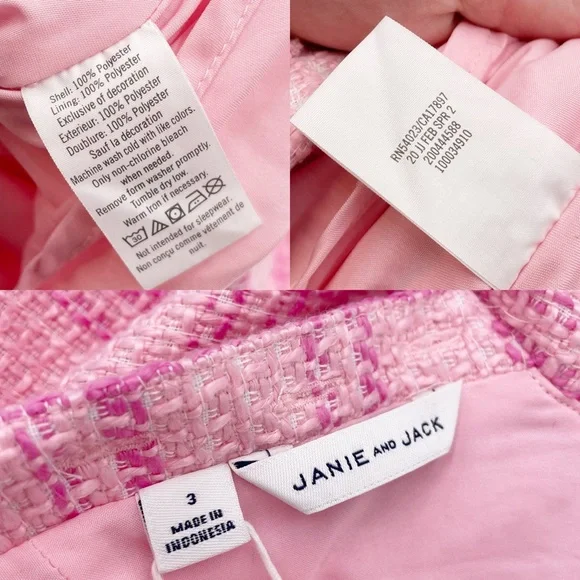 Shell: 100% Polyester
Lining: 100% Polyester
Exclusive of decoration
Exterieur: 100% Polyester
Doublure: 100% Polyester
Sauf la décoration
Machine wash cold with like colors.
Only non-chlorine bleach
when needed.
Remove form washer promptly.
Tumble dry low.
Warm Iron if necessary.
30
Not intended for sleepwear.
Non conçu comme vêtement de
nuit.
RN54023/CA17897
20 JJ FEB SPR 2
200444588
100034910
JANIE AND JACK
3
MADE IN
INDONESIA